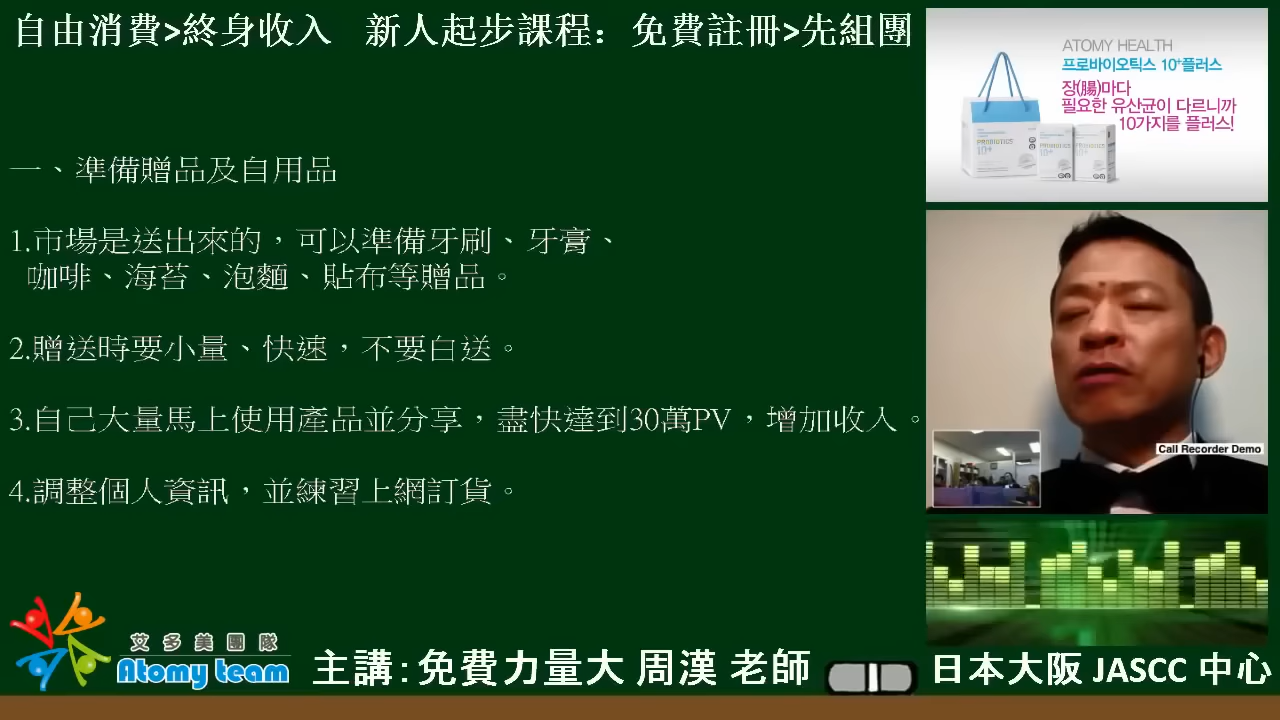 自由消費>終身收入 新人起步課程：免費註冊>先組團
一、準備贈品及自用品
1.市場是送出來的，可以準備牙刷、牙膏、
咖啡、海苔、泡麵、貼布等贈品。
2.贈送時要小量、快速，不要白送。
3.自己大量馬上使用產品並分享，盡快達到30萬PV，增加收入。
4.調整個人資訊，並練習上網訂貨。
ATOMY HEALTH
프로바이오틱스 10+플러스
장(腸)마다
필요한 유산균이 다르니까
10가지를 플러스!
PROBIOTICS
10+
Call Recorder Demo
艾多美團隊
Atomy team
主講：免費力量大 周漢 老師
日本大阪 JASCC 中心